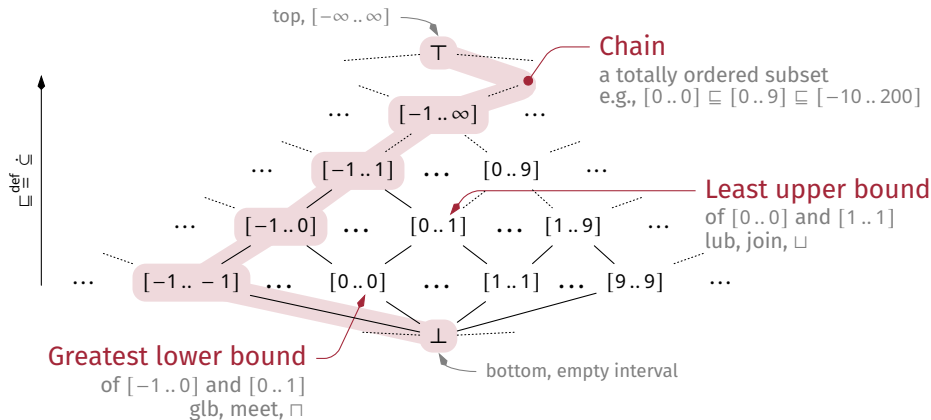 top, [−∞ .. ∞]
⊤
Chain
a totally ordered subset
e.g., [0 .. 0] ⊑ [0 .. 9] ⊑ [−10 .. 200]
... [−1 .. ∞] ...
... [−1 .. 1] ... [0 .. 9] ...
⊑ def = ⊆̇
Least upper bound
of [0 .. 0] and [1 .. 1]
lub, join, ⊔
... [−1 .. 0] ... [0 .. 1] ... [1 .. 9] ...
... [−1 .. − 1] ... [0 .. 0] ... [1 .. 1] ... [9 .. 9] ...
⊥
Greatest lower bound
of [−1 .. 0] and [0 .. 1]
glb, meet, ⊓
bottom, empty interval